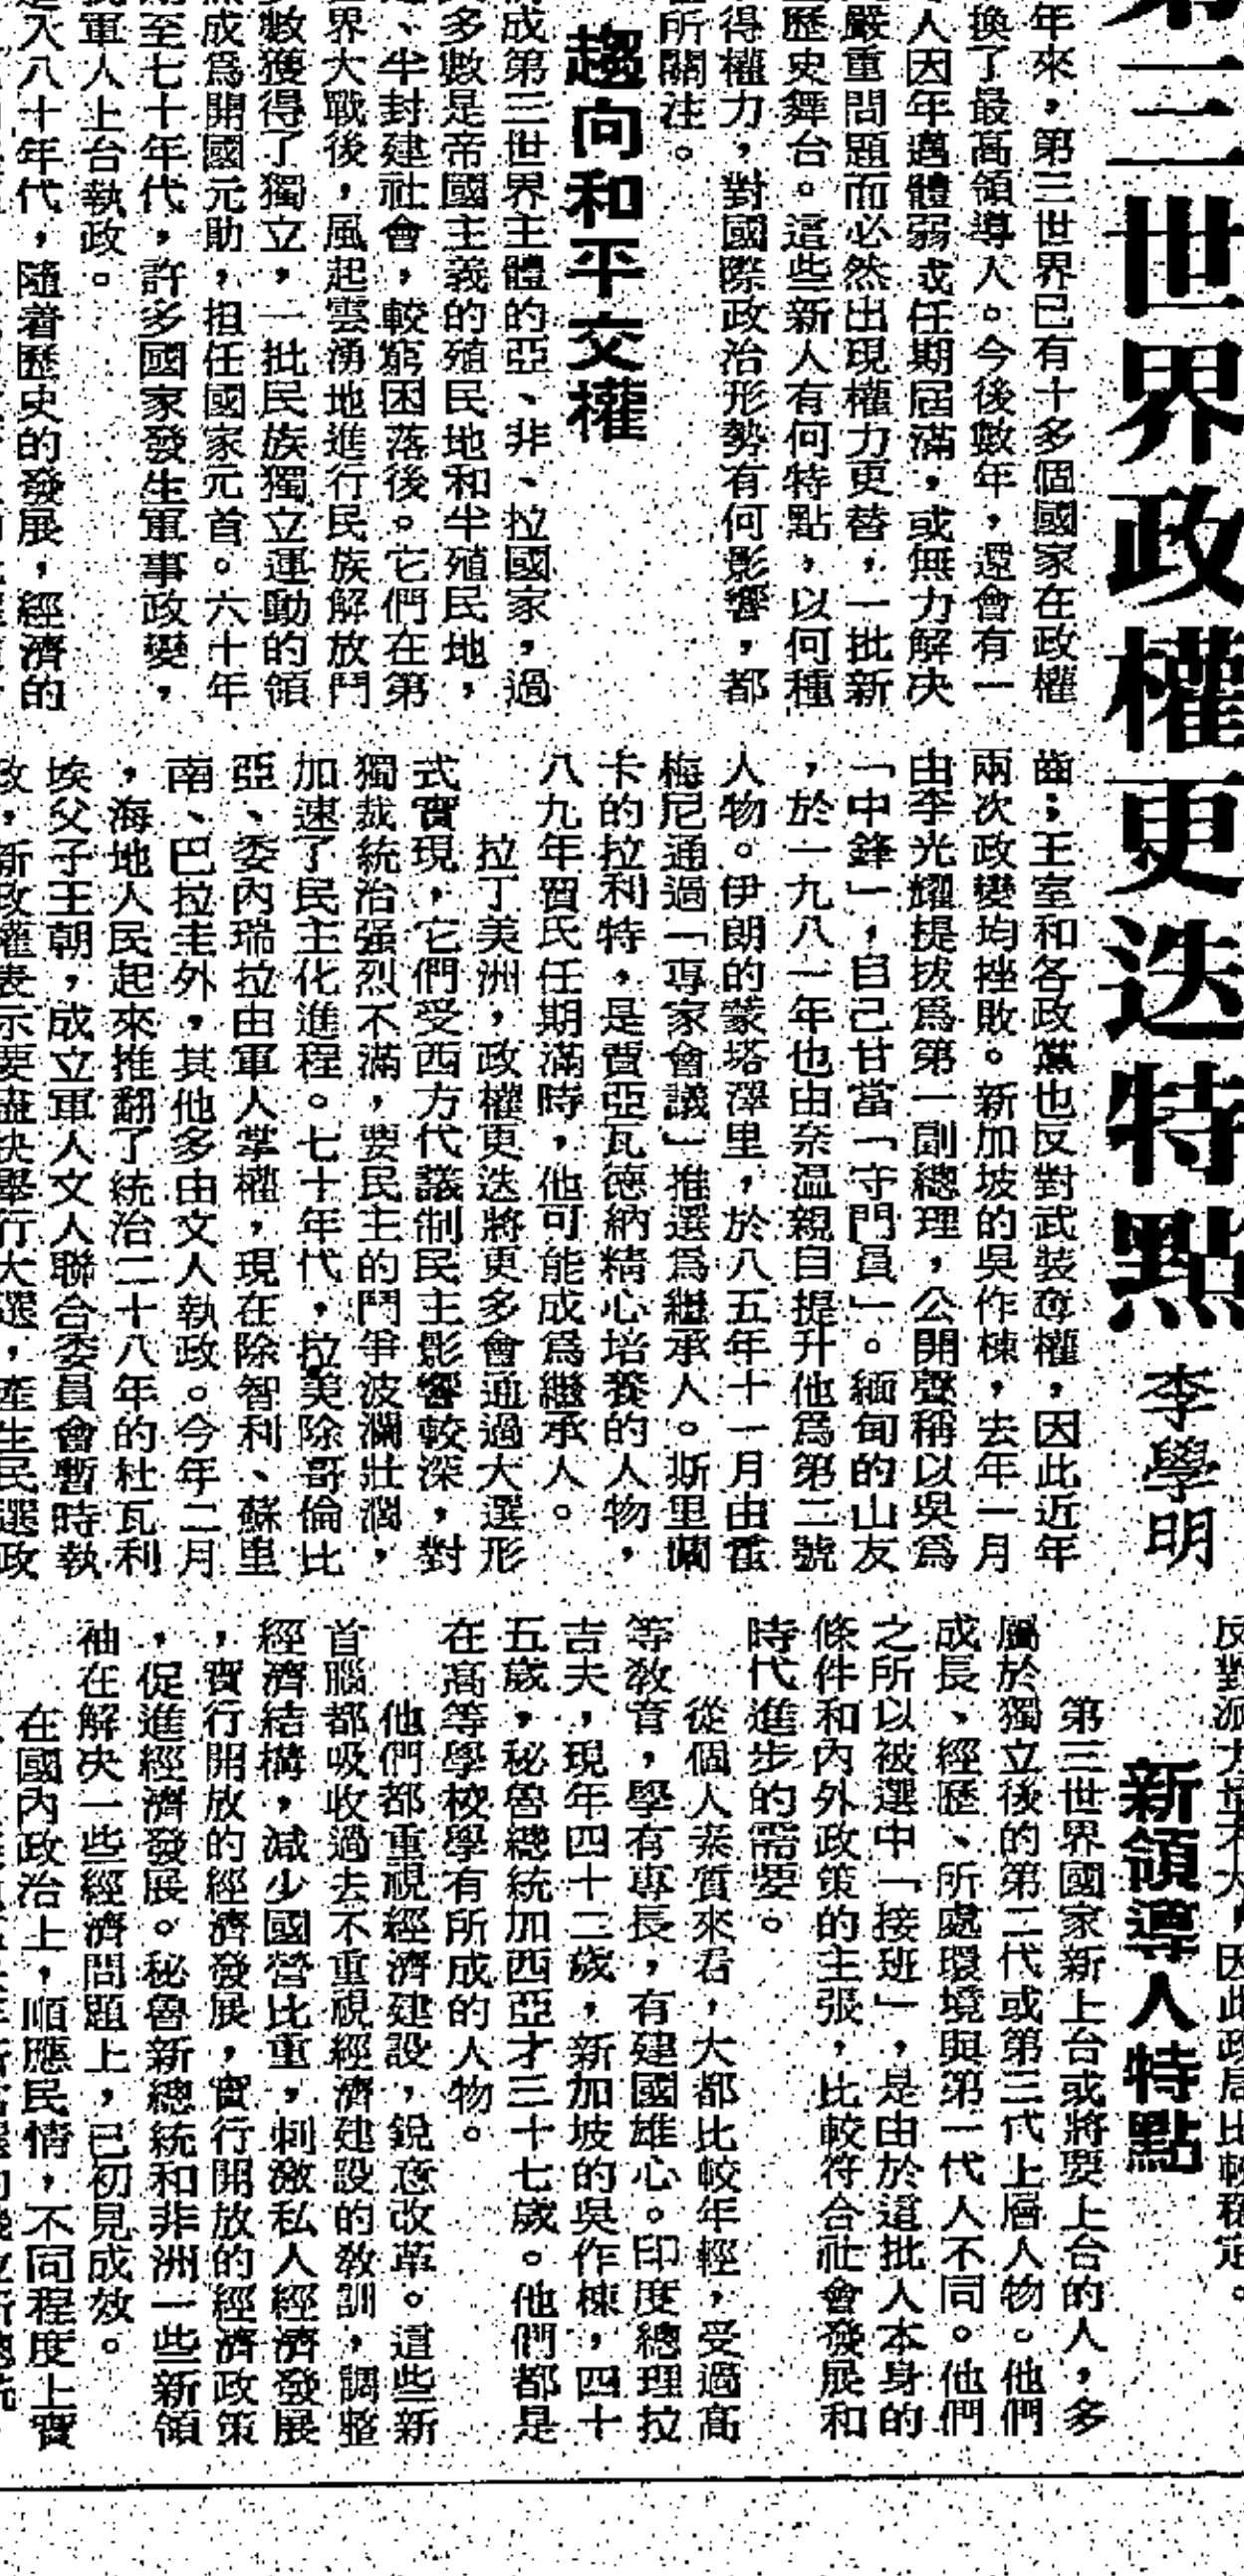 三世界政權更迭特點
李學明
年來，第三世界已有十多個國家在政權
換了最高領導人。今後數年，還會有一
人因年邁體弱或任期屆滿，或無力解決
嚴重問題而必然出現權力更替，一批新
歷史舞台。這些新人有何特點，以何種
得權力，對國際政治形勢有何影響，都
所關注。
趨向和平交權
成第三世界主體的亞、非、拉國家，過
多數是帝國主義的殖民地和半殖民地，
、半封建社會，較窮困落後。它們在第
界大戰後，風起雲湧地進行民族解放鬥
數獲得了獨立，一批民族獨立運動的領
成爲開國元勛，担任國家元首。六十年
至七十年代，許多國家發生軍事政變，
軍人上台執政。
入八十年代，隨着歷史的發展，經濟的
齒；王室和各政黨也反對武裝奪權，因此近年
兩次政變均挫敗。新加坡的吳作棟，去年一月
由李光耀提拔爲第一副總理，公開聲稱以吳爲
「中鋒」，自己甘當「守門員」。緬甸的山友
，於一九八一年也由奈温親自提升他爲第二號
人物。伊朗的蒙塔澤里，於八五年十一月由霍
梅尼通過「專家會議」推選爲繼承人。斯里蘭
卡的拉利特，是賈亞瓦德納精心培養的人物，
八九年賈氏任期滿時，他可能成爲繼承人。
拉丁美洲，政權更迭將更多會通過大選形
式實現，它們受西方代議制民主影響較深，對
獨裁統治强烈不滿，要民主的鬥爭波瀾壯濶，
加速了民主化進程。七十年代，拉美除哥倫比
亞、委內瑞拉由軍人掌權，現在除智利、蘇里
南、巴拉圭外，其他多由文人執政。今年二月
，海地人民起來推翻了統治二十八年的杜瓦利
埃父子王朝，成立軍人文人聯合委員會暫時執
政，新政權表示要盡快舉行大選，產生民選政
反對派力量不大，因此政局比較穩定。
新領導人特點
第三世界國家新上台或將要上台的人，多
屬於獨立後的第二代或第三代上層人物。他們
成長、經歷、所處環境與第一代人不同。他們
之所以被選中「接班」，是由於這批人本身的
條件和內外政策的主張，比較符合社會發展和
時代進步的需要。
從個人素質來看，大都比較年輕，受過高
等教育，學有專長，有建國雄心。印度總理拉
吉夫，現年四十二歲，新加坡的吳作棟，四十
五歲，秘魯總統加西亞才三十七歲。他們都是
在高等學校學有所成的人物。
他們都重視經濟建設，銳意改革。這些新
首腦都吸收過去不重視經濟建設的教訓，調整
經濟結構，減少國營比重，刺激私人經濟發展
，實行開放的經濟發展，實行開放的經濟政策
，促進經濟發展。秘魯新總統和非洲一些新領
袖在解決一些經濟問題上，已初見成效。
在國內政治上，順應民情，不同程度上實